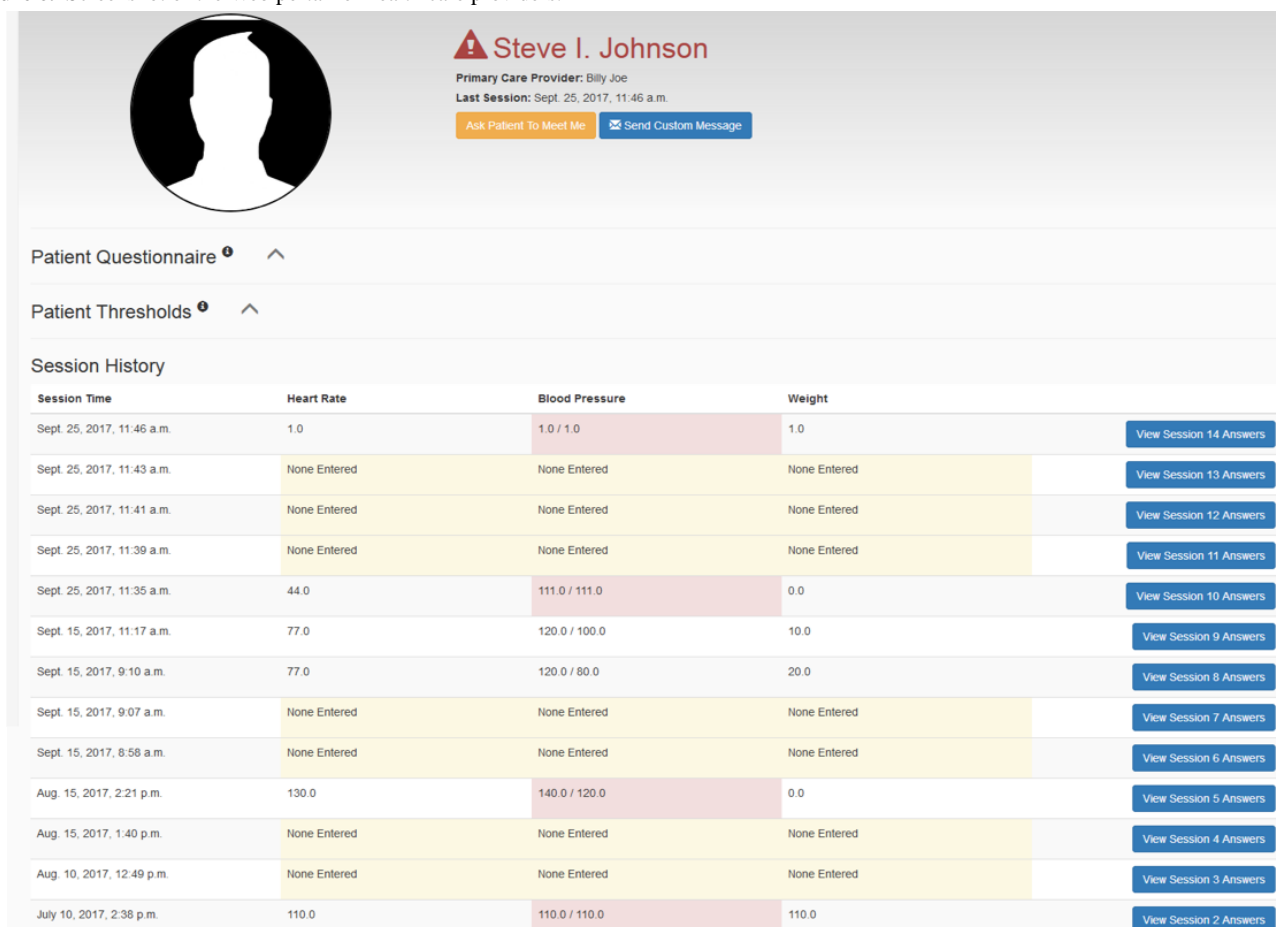 Steve I. Johnson
Primary Care Provider: Billy Joe
Last Session: Sept. 25, 2017, 11:46 a.m.
Ask Patient To Meet Me Send Custom Message
Patient Questionnaire
Patient Thresholds
Session History
Session Time Heart Rate Blood Pressure Weight
Sept. 25, 2017, 11:46 a.m. 1.0 1.0 / 1.0 1.0 View Session 14 Answers
Sept. 25, 2017, 11:43 a.m. None Entered None Entered None Entered View Session 13 Answers
Sept. 25, 2017, 11:41 a.m. None Entered None Entered None Entered View Session 12 Answers
Sept. 25, 2017, 11:39 a.m. None Entered None Entered None Entered View Session 11 Answers
Sept. 25, 2017, 11:35 a.m. 44.0 111.0 / 111.0 0.0 View Session 10 Answers
Sept. 15, 2017, 11:17 a.m. 77.0 120.0 / 100.0 10.0 View Session 9 Answers
Sept. 15, 2017, 9:10 a.m. 77.0 120.0 / 80.0 20.0 View Session 8 Answers
Sept. 15, 2017, 9:07 a.m. None Entered None Entered None Entered View Session 7 Answers
Sept. 15, 2017, 8:58 a.m. None Entered None Entered None Entered View Session 6 Answers
Aug. 15, 2017, 2:21 p.m. 130.0 140.0 / 120.0 0.0 View Session 5 Answers
Aug. 15, 2017, 1:40 p.m. None Entered None Entered None Entered View Session 4 Answers
Aug. 10, 2017, 12:49 p.m. None Entered None Entered None Entered View Session 3 Answers
July 10, 2017, 2:38 p.m. 110.0 110.0 / 110.0 110.0 View Session 2 Answers